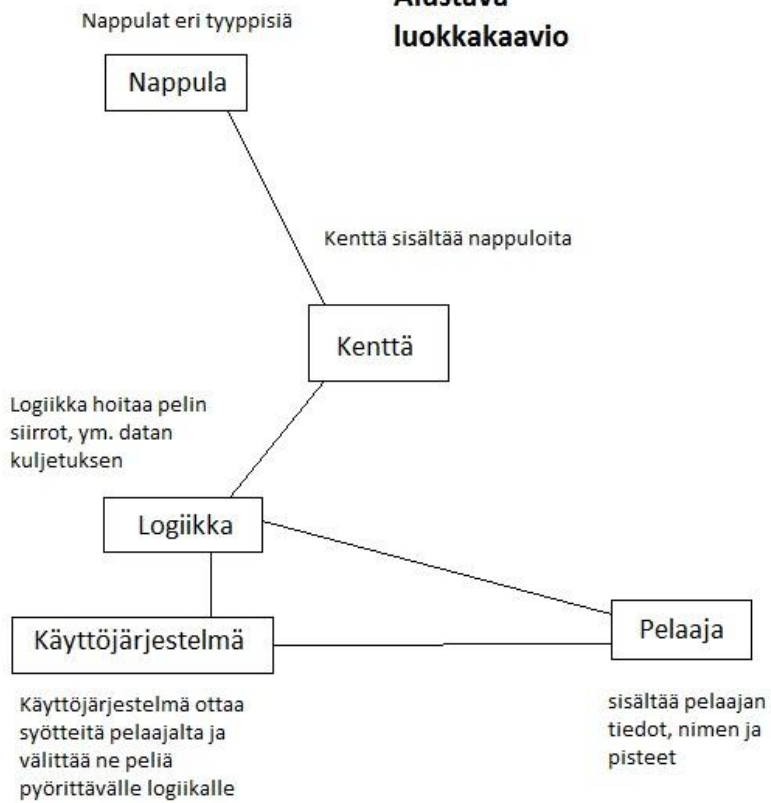 Alustava
luokkakaavio
Nappulat eri tyyppisiä
Nappula
Kenttä sisältää nappuloita
Kenttä
Logiikka hoitaa pelin
siirrot, ym. datan
kuljetuksen
Logiikka
Käyttöjärjestelmä
Pelaaja
Käyttöjärjestelmä ottaa
syötteitä pelaajalta ja
välittää ne peliä
pyörittävälle logiikalle
sisältää pelaajan
tiedot, nimen ja
pisteet